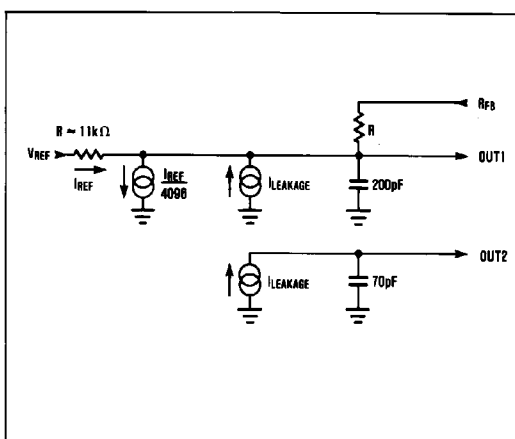 R ≈ 11kΩ
RFB
R
VREF
OUT1
IREF
IREF
4096
ILEAKAGE
200pF
OUT2
ILEAKAGE
70pF